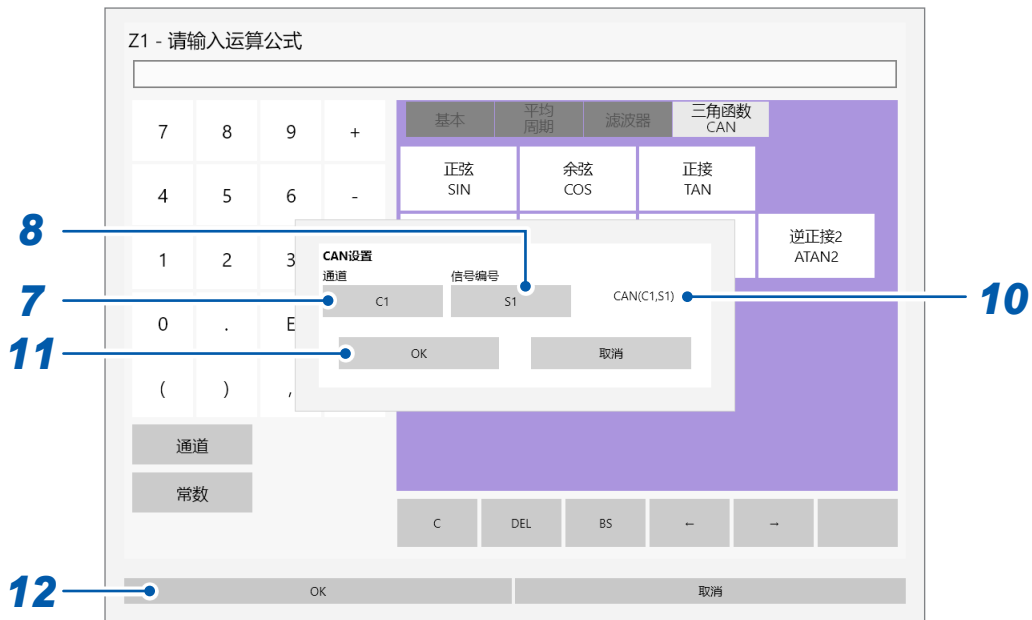 Z1 - 请输入运算公式
7 8 9 +
基本 平均周期 滤波器 三角函数 CAN
正弦 SIN
余弦 COS
正接 TAN
4 5 6 -
8
逆正接2 ATAN2
1 2 3
CAN设置
通道 信号编号
7
C1 S1 CAN(C1,S1)
10
0 . E
11
OK 取消
( ) ,
通道
常数
C DEL BS ← →
12
OK 取消